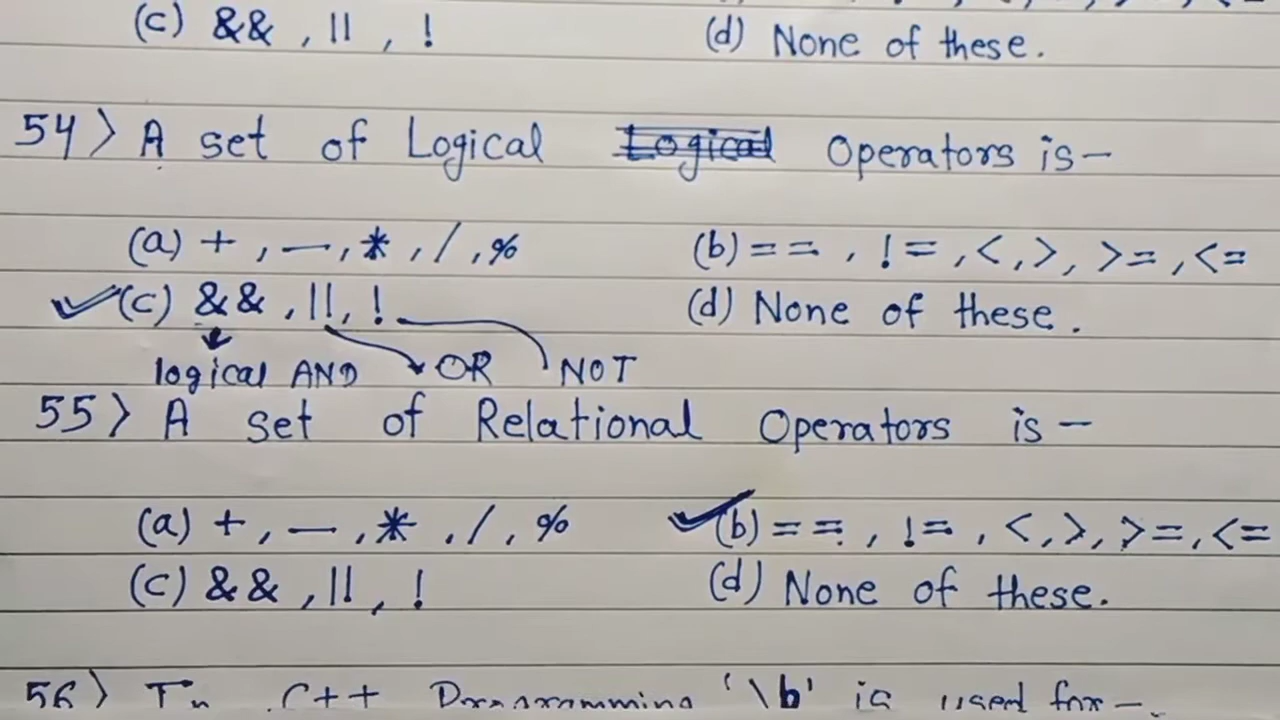 (c) && , || , !    (d) None of these.
54> A set of Logical Logical Operators is-
(a) + , - , * , / , %    (b) == , != , < , > , >= , <=
(c) && , || , !    (d) None of these .
logical AND    OR    NOT
55> A set of Relational Operators is -
(a) + , - , * , / , %    (b) == , != , < , > , >= , <=
(c) && , || , !    (d) None of these.
56> In C++ Programming '\b' is used for -